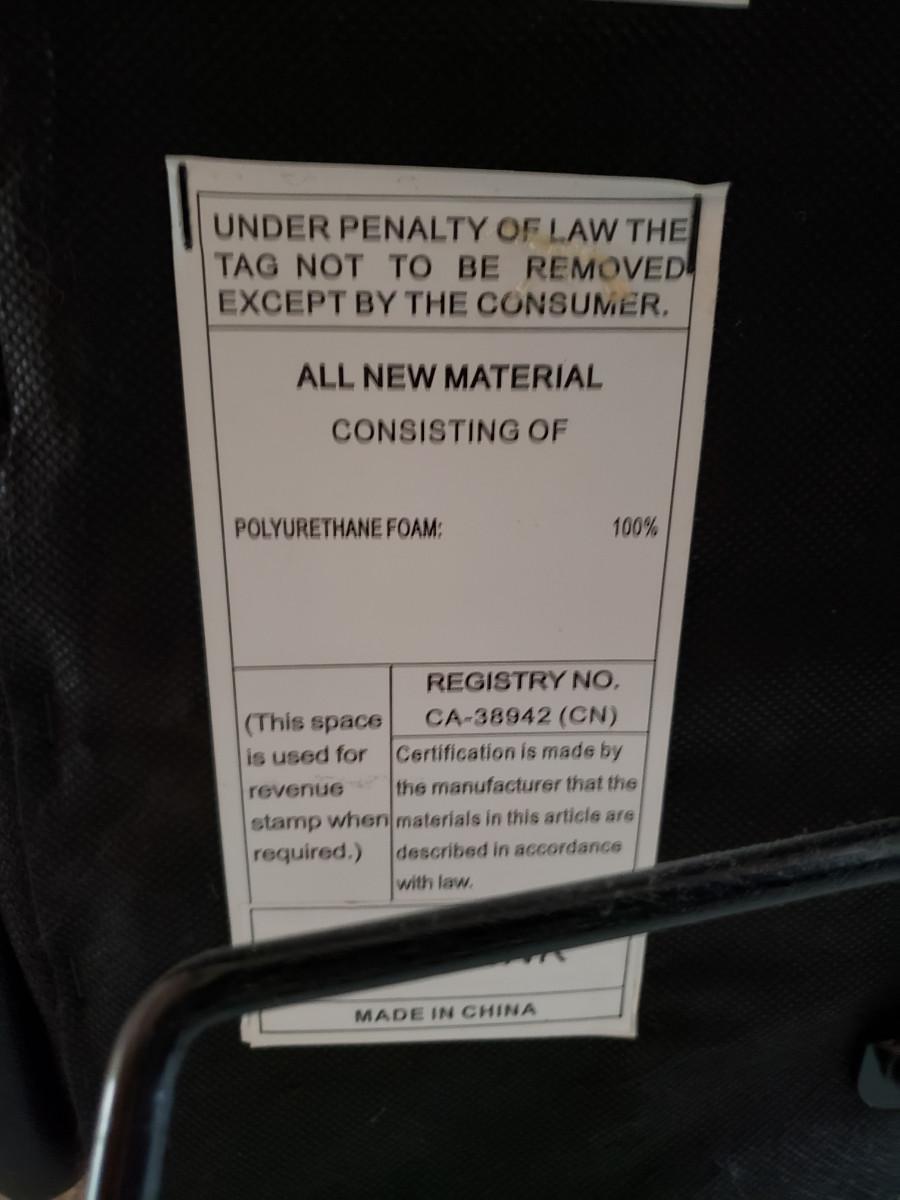 UNDER PENALTY OF LAW THE
TAG NOT TO BE REMOVED
EXCEPT BY THE CONSUMER.
ALL NEW MATERIAL
CONSISTING OF
POLYURETHANE FOAM: 100%
(This space
is used for
revenue
stamp when
required.)
REGISTRY NO.
CA-38942 (CN)
Certification is made by
the manufacturer that the
materials in this article are
described in accordance
with law.
MADE IN CHINA